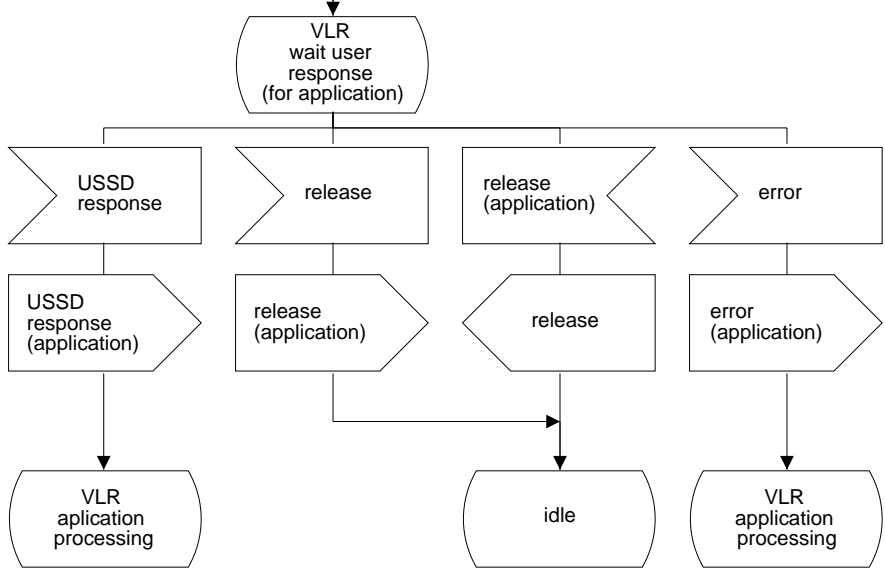 VLR
wait user
response
(for application)
USSD
response
release
release
(application)
error
USSD
response
(application)
release
(application)
release
error
(application)
VLR
aplication
processing
idle
VLR
application
processing